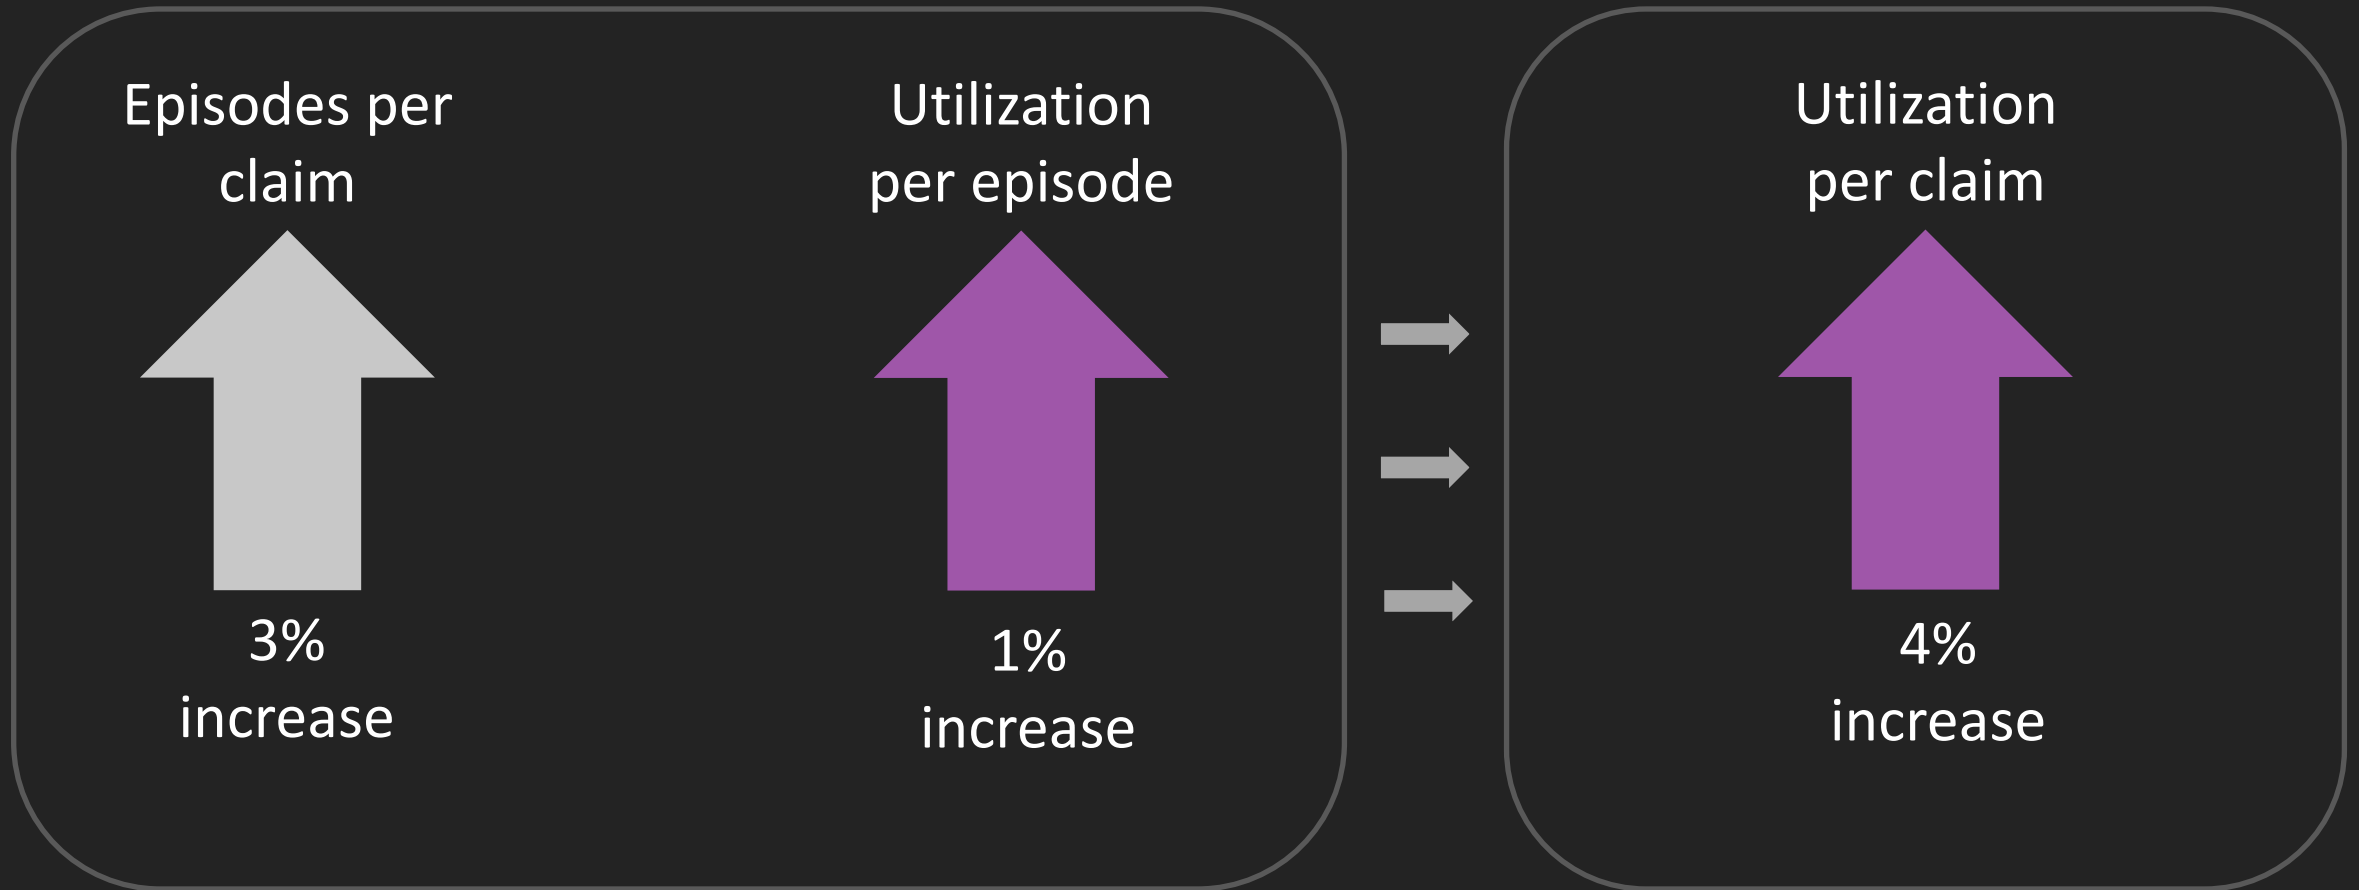 Episodes per
claim
3%
increase
Utilization
per episode
1%
increase
Utilization
per claim
4%
increase